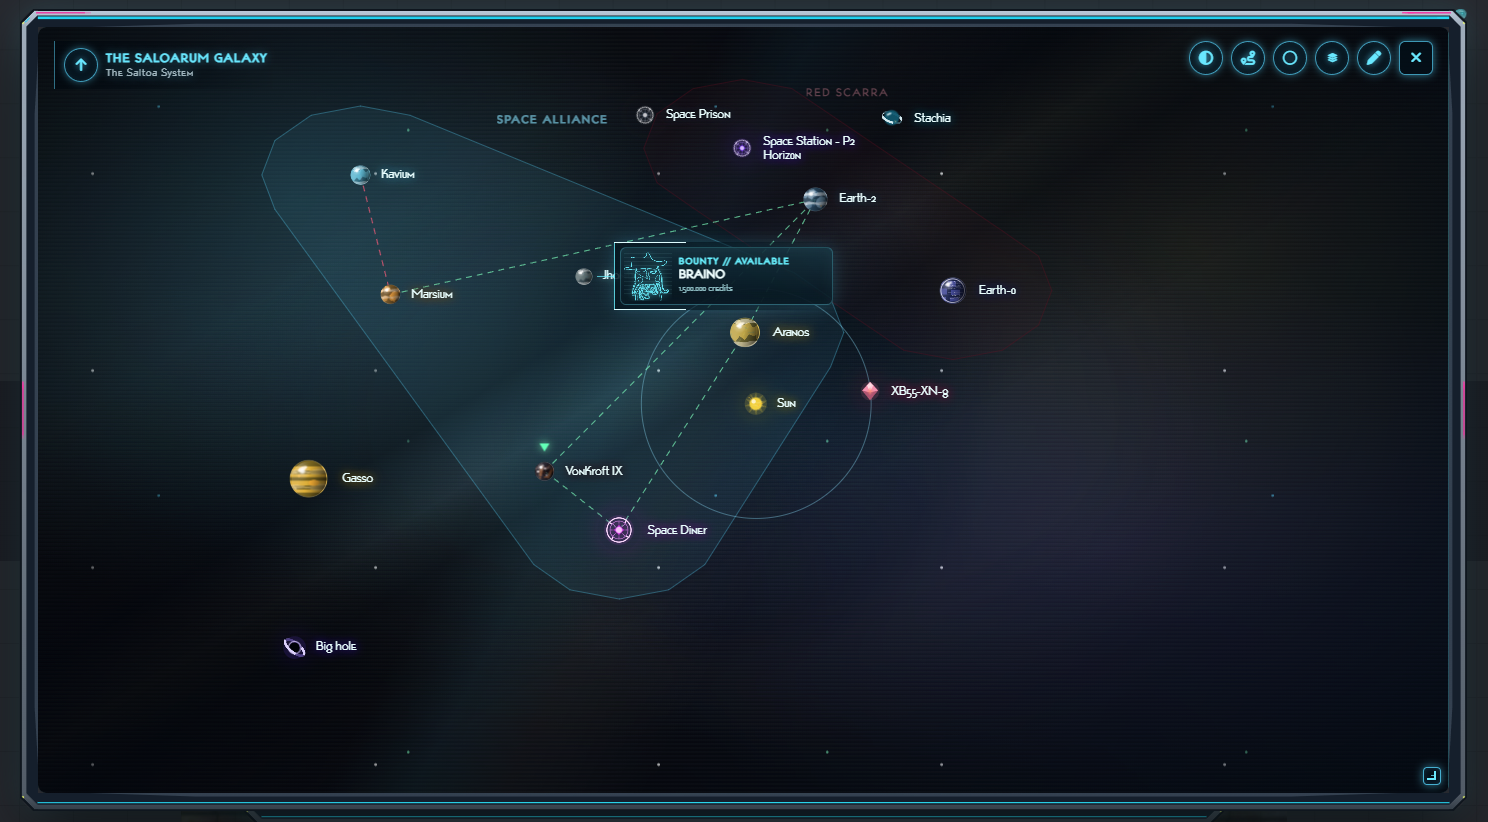 THE SALOARUM GALAXY
The Saltoa System
RED SCARRA
SPACE ALLIANCE
Space Prison
Stachia
Space Station - P2
Horizon
Kavium
Earth-2
BOUNTY // AVAILABLE
BRAINO
1,500,000 credits
Marsium
Earth-0
Aranos
XB55-XN-8
Sun
VonKroft IX
Gasso
Space Diner
Big hole